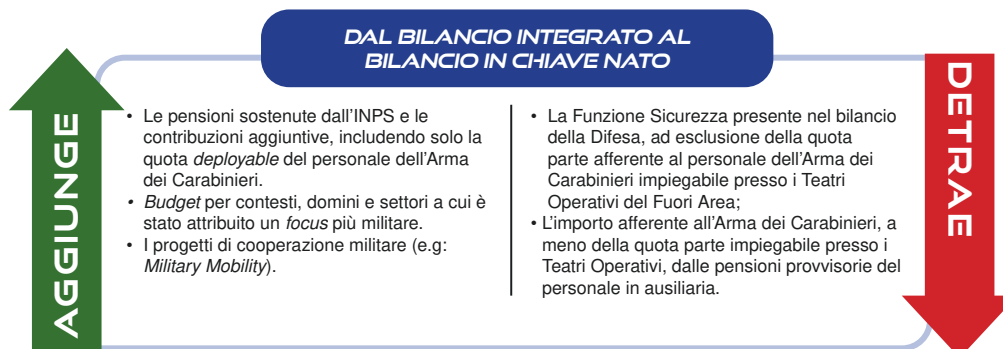 DAL BILANCIO INTEGRATO AL
BILANCIO IN CHIAVE NATO
AGGIUNGE
• Le pensioni sostenute dall'INPS e le
contribuzioni aggiuntive, includendo solo la
quota deployable del personale dell'Arma
dei Carabinieri.
• Budget per contesti, domini e settori a cui è
stato attribuito un focus più militare.
• I progetti di cooperazione militare (e.g:
Military Mobility).
• La Funzione Sicurezza presente nel bilancio
della Difesa, ad esclusione della quota
parte afferente al personale dell'Arma dei
Carabinieri impiegabile presso i Teatri
Operativi del Fuori Area;
• L'importo afferente all'Arma dei Carabinieri, a
meno della quota parte impiegabile presso i
Teatri Operativi, dalle pensioni provvisorie del
personale in ausiliaria.
DETRAE